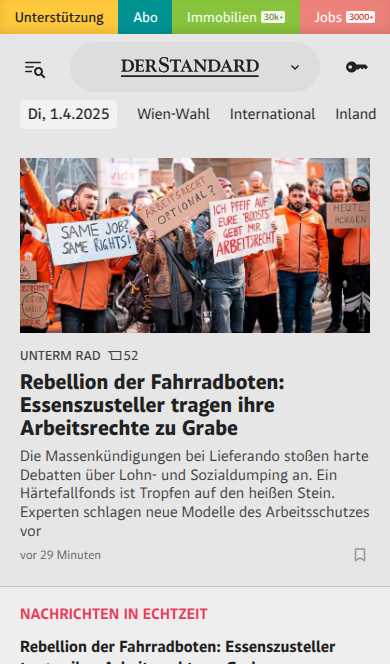 Unterstützung Abo Immobilien 30k+ Jobs 3000+
DERSTANDARD
Di, 1.4.2025 Wien-Wahl International Inland
SAME JOB?
SAME RIGHTS!
ARBEITSRECHT
OPTIONAL?
ICH PFEIF AUF
EURE 'BOOSTS'
GEBT MIR
ARBEITSRECHT
HEUTE
MORGEN
UNTERM RAD 52
Rebellion der Fahrradboten:
Essenszusteller tragen ihre
Arbeitsrechte zu Grabe
Die Massenkündigungen bei Lieferando stoßen harte
Debatten über Lohn- und Sozialdumping an. Ein
Härtefallfonds ist Tropfen auf den heißen Stein.
Experten schlagen neue Modelle des Arbeitsschutzes
vor
vor 29 Minuten
NACHRICHTEN IN ECHTZEIT
Rebellion der Fahrradboten: Essenszusteller